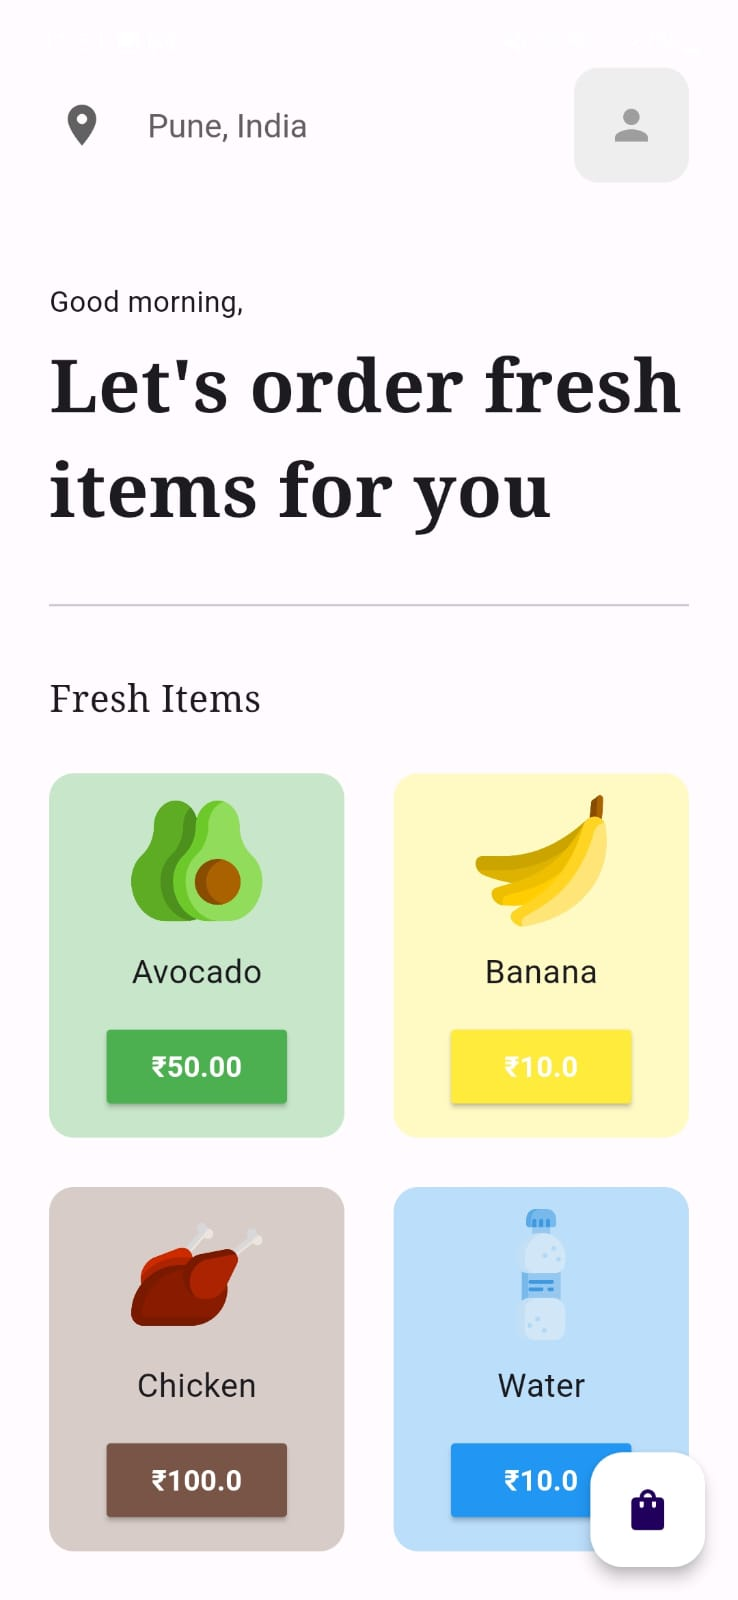 Pune, India
Good morning,
Let's order fresh
items for you
Fresh Items
Avocado
Banana
₹50.00
₹10.0
Chicken
Water
₹100.0
₹10.0